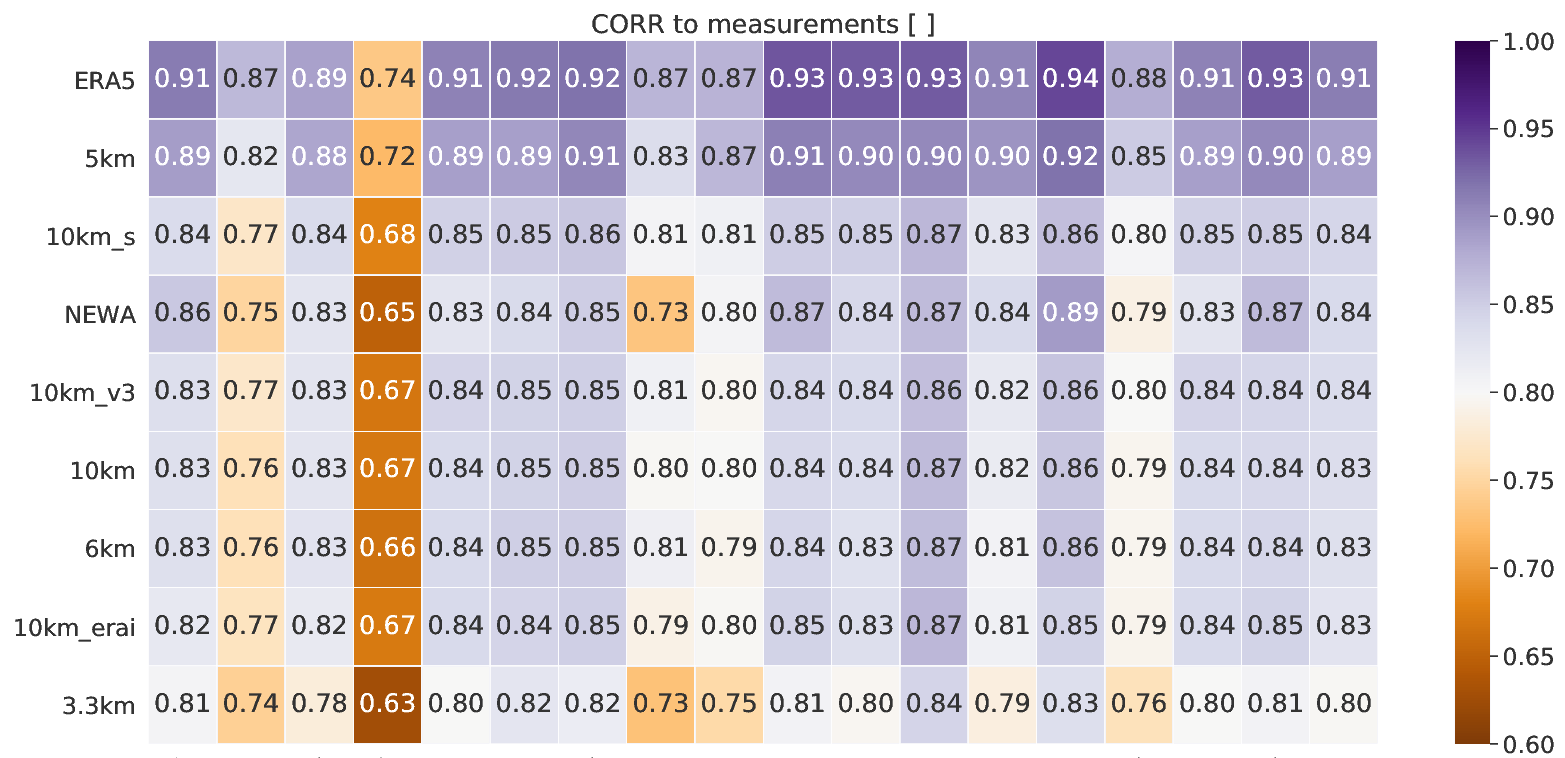 CORR to measurements [ ]
ERA5 0.91 0.87 0.89 0.74 0.91 0.92 0.92 0.87 0.87 0.93 0.93 0.93 0.91 0.94 0.88 0.91 0.93 0.91
5km 0.89 0.82 0.88 0.72 0.89 0.89 0.91 0.83 0.87 0.91 0.90 0.90 0.90 0.92 0.85 0.89 0.90 0.89
10km_s 0.84 0.77 0.84 0.68 0.85 0.85 0.86 0.81 0.81 0.85 0.85 0.87 0.83 0.86 0.80 0.85 0.85 0.84
NEWA 0.86 0.75 0.83 0.65 0.83 0.84 0.85 0.73 0.80 0.87 0.84 0.87 0.84 0.89 0.79 0.83 0.87 0.84
10km_v3 0.83 0.77 0.83 0.67 0.84 0.85 0.85 0.81 0.80 0.84 0.84 0.86 0.82 0.86 0.80 0.84 0.84 0.84
10km 0.83 0.76 0.83 0.67 0.84 0.85 0.85 0.80 0.80 0.84 0.84 0.87 0.82 0.86 0.79 0.84 0.84 0.83
6km 0.83 0.76 0.83 0.66 0.84 0.85 0.85 0.81 0.79 0.84 0.83 0.87 0.81 0.86 0.79 0.84 0.84 0.83
10km_erai 0.82 0.77 0.82 0.67 0.84 0.84 0.85 0.79 0.80 0.85 0.83 0.87 0.81 0.85 0.79 0.84 0.85 0.83
3.3km 0.81 0.74 0.78 0.63 0.80 0.82 0.82 0.73 0.75 0.81 0.80 0.84 0.79 0.83 0.76 0.80 0.81 0.80
1.00
0.95
0.90
0.85
0.80
0.75
0.70
0.65
0.60